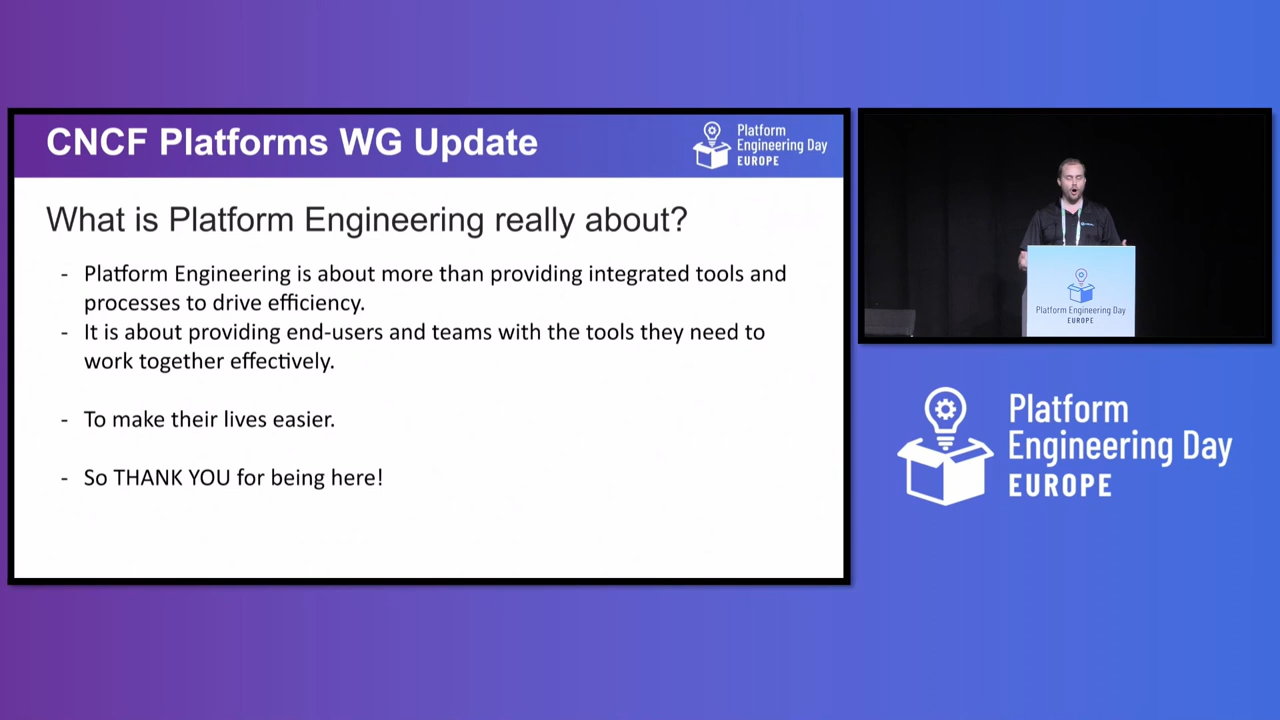 CNCF Platforms WG Update
Platform
Engineering Day
EUROPE
What is Platform Engineering really about?
- Platform Engineering is about more than providing integrated tools and
processes to drive efficiency.
- It is about providing end-users and teams with the tools they need to
work together effectively.
- To make their lives easier.
- So THANK YOU for being here!
Platform Engineering Day
EUROPE
Platform
Engineering Day
EUROPE